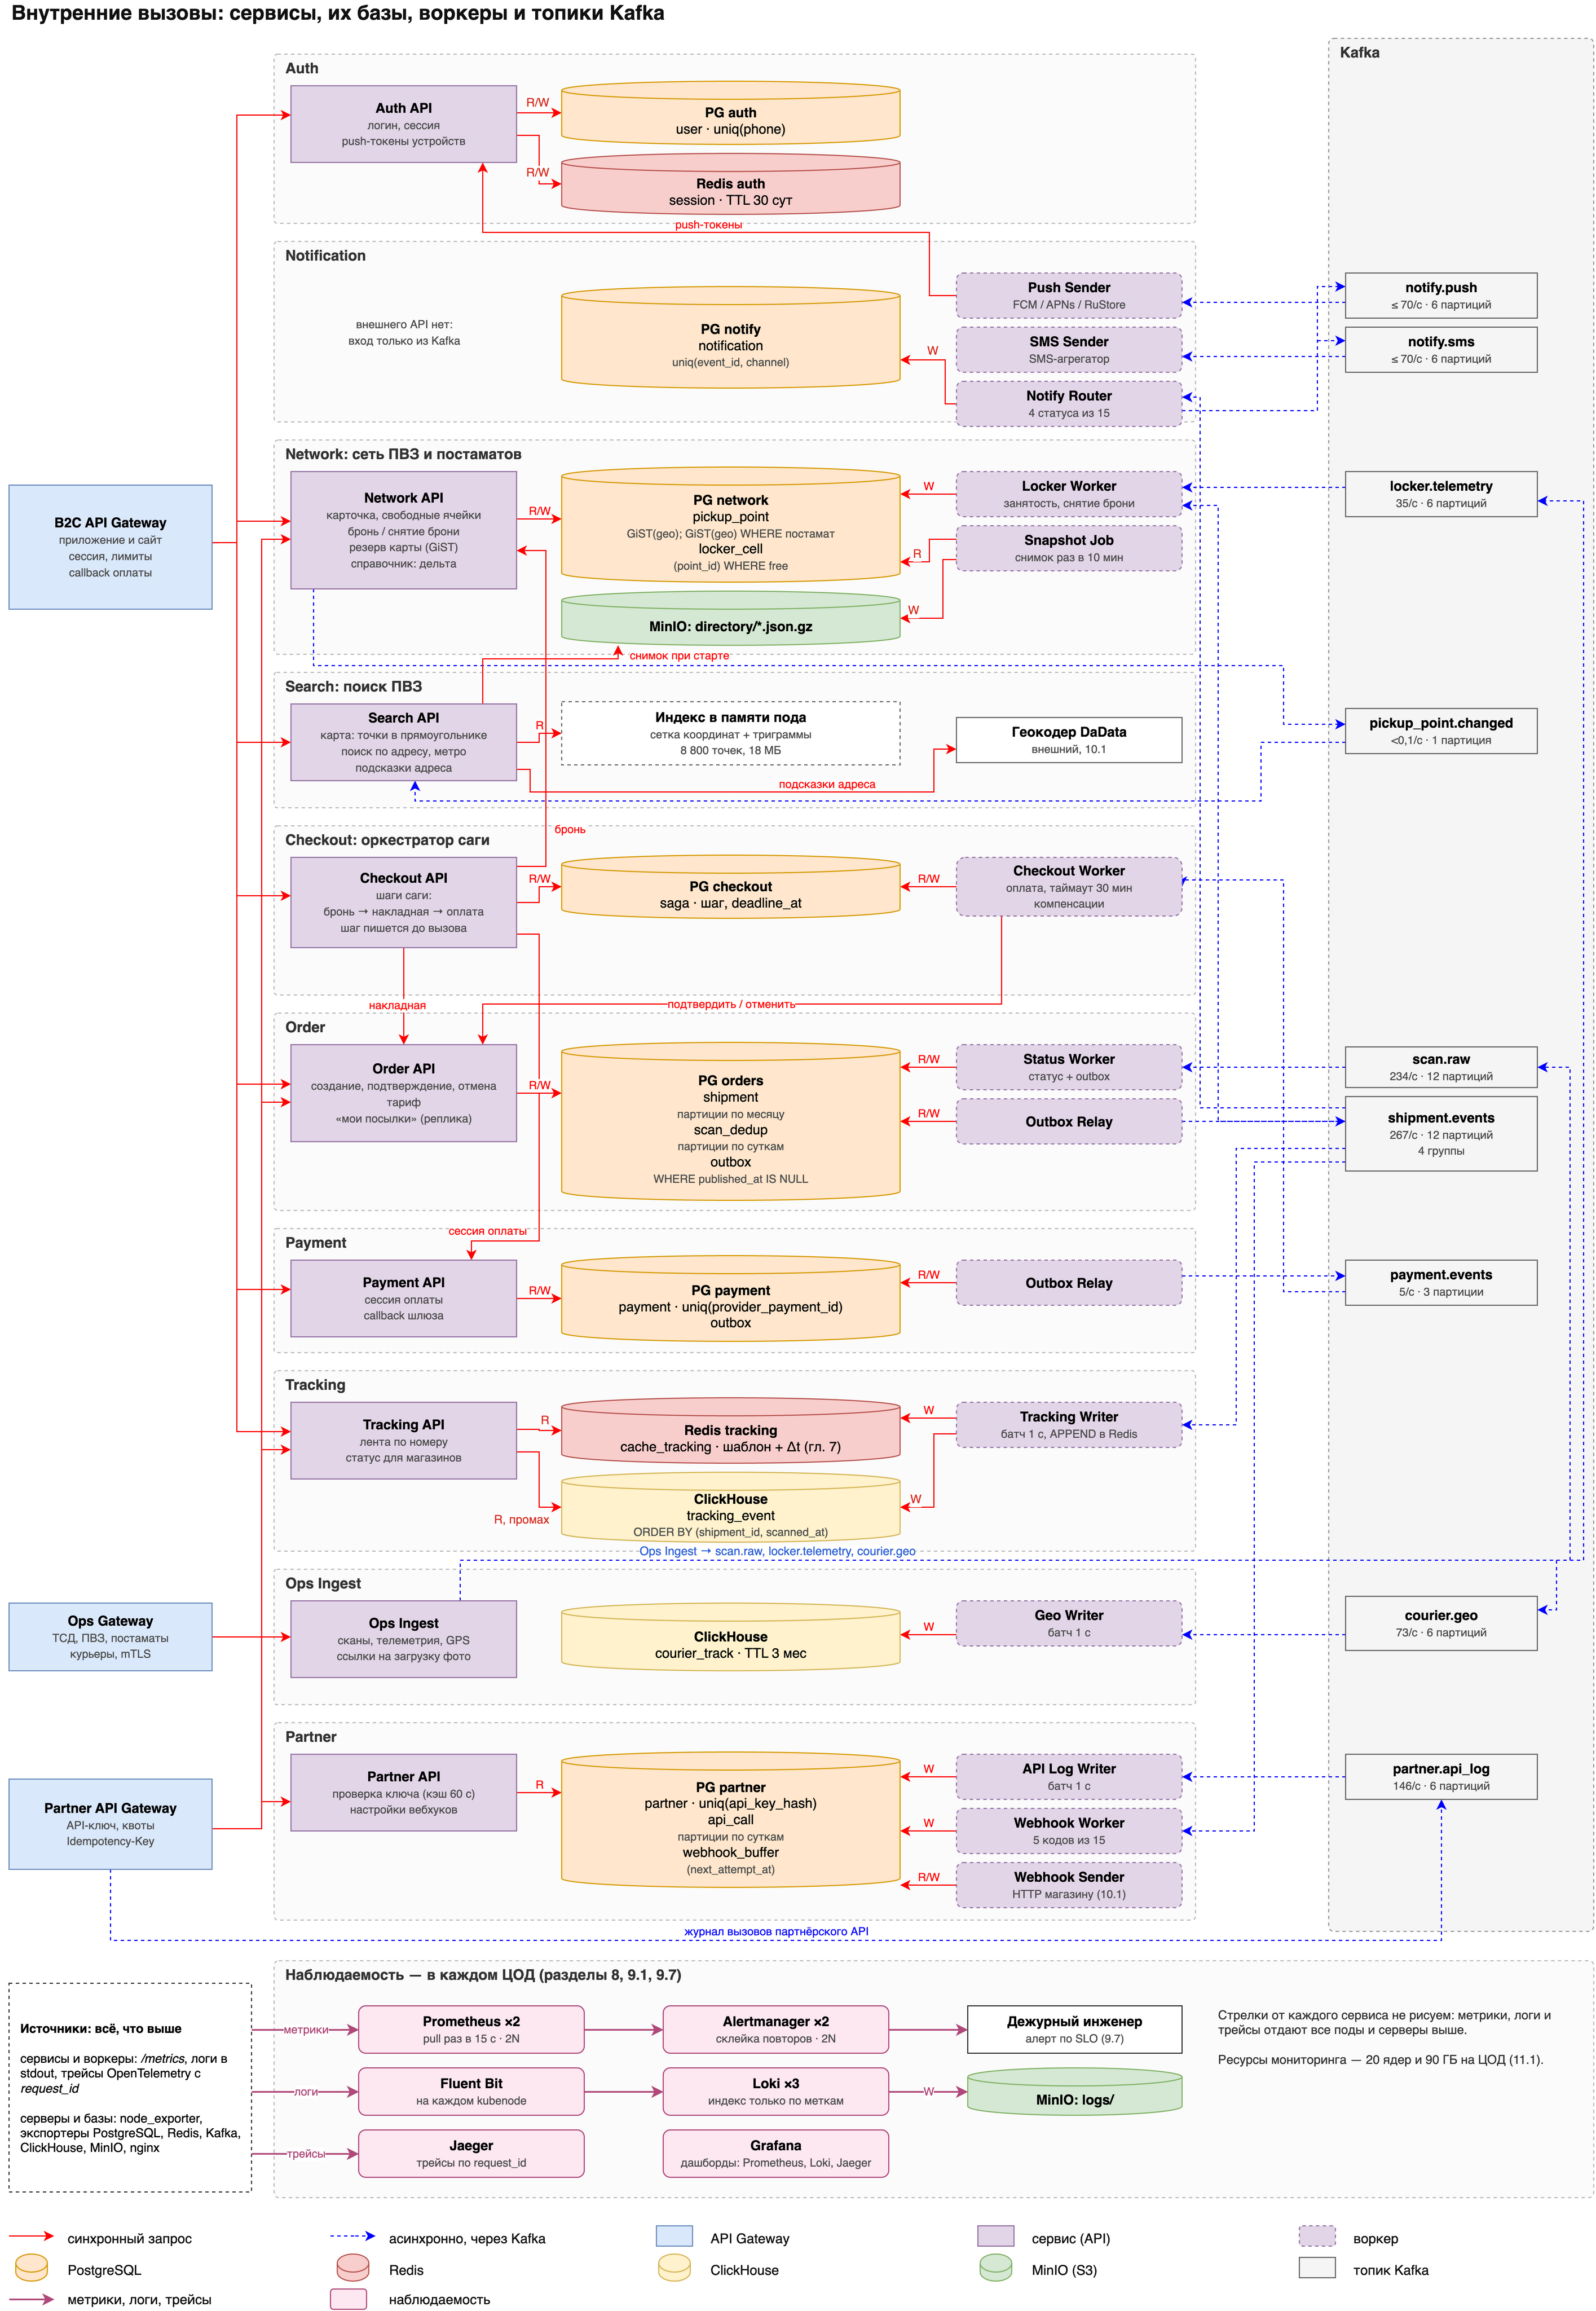 Внутренние вызовы: сервисы, их базы, воркеры и топики Kafka
Kafka
Auth
Auth API
логин, сессия
push-токены устройств
R/W
R/W
PG auth
user · uniq(phone)
Redis auth
session · TTL 30 сут
push-токены
Notification
внешнего API нет:
вход только из Kafka
PG notify
notification
uniq(event_id, channel)
W
Push Sender
FCM / APNs / RuStore
SMS Sender
SMS-агрегатор
Notify Router
4 статуса из 15
notify.push
≤ 70/с · 6 партиций
notify.sms
≤ 70/с · 6 партиций
B2C API Gateway
приложение и сайт
сессия, лимиты
callback оплаты
Network: сеть ПВЗ и постаматов
Network API
карточка, свободные ячейки
бронь / снятие брони
резерв карты (GiST)
справочник: дельта
R/W
PG network
pickup_point
GiST(geo); GiST(geo) WHERE постамат
locker_cell
(point_id) WHERE free
MinIO: directory/*.json.gz
W
R
W
Locker Worker
занятость, снятие брони
Snapshot Job
снимок раз в 10 мин
locker.telemetry
35/с · 6 партиций
снимок при старте
Search: поиск ПВЗ
Search API
карта: точки в прямоугольнике
поиск по адресу, метро
подсказки адреса
R
Индекс в памяти пода
сетка координат + триграммы
8 800 точек, 18 МБ
Геокодер DaData
внешний, 10.1
подсказки адреса
pickup_point.changed
<0,1/с · 1 партиция
бронь
Checkout: оркестратор саги
Checkout API
шаги саги:
бронь → накладная → оплата
шаг пишется до вызова
R/W
PG checkout
saga · шаг, deadline_at
R/W
Checkout Worker
оплата, таймаут 30 мин
компенсации
накладная
подтвердить / отменить
Order
Order API
создание, подтверждение, отмена
тариф
«мои посылки» (реплика)
R/W
PG orders
shipment
партиции по месяцу
scan_dedup
партиции по суткам
outbox
WHERE published_at IS NULL
R/W
R/W
Status Worker
статус + outbox
Outbox Relay
scan.raw
234/с · 12 партиций
shipment.events
267/с · 12 партиций
4 группы
сессия оплаты
Payment
Payment API
сессия оплаты
callback шлюза
R/W
PG payment
payment · uniq(provider_payment_id)
outbox
R/W
Outbox Relay
payment.events
5/с · 3 партиции
Tracking
Tracking API
лента по номеру
статус для магазинов
R
R, промах
Redis tracking
cache_tracking · шаблон + Δt (гл. 7)
ClickHouse
tracking_event
ORDER BY (shipment_id, scanned_at)
W
W
Tracking Writer
батч 1 с, APPEND в Redis
Ops Ingest → scan.raw, locker.telemetry, courier.geo
Ops Gateway
ТСД, ПВЗ, постаматы
курьеры, mTLS
Ops Ingest
Ops Ingest
сканы, телеметрия, GPS
ссылки на загрузку фото
ClickHouse
courier_track · TTL 3 мес
W
Geo Writer
батч 1 с
courier.geo
73/с · 6 партиций
Partner API Gateway
API-ключ, квоты
Idempotency-Key
Partner
Partner API
проверка ключа (кэш 60 с)
настройки вебхуков
R
PG partner
partner · uniq(api_key_hash)
api_call
партиции по суткам
webhook_buffer
(next_attempt_at)
W
W
R/W
API Log Writer
батч 1 с
Webhook Worker
5 кодов из 15
Webhook Sender
HTTP магазину (10.1)
partner.api_log
146/с · 6 партиций
журнал вызовов партнёрского API
Наблюдаемость — в каждом ЦОД (разделы 8, 9.1, 9.7)
Источники: всё, что выше
сервисы и воркеры: /metrics, логи в
stdout, трейсы OpenTelemetry с
request_id
серверы и базы: node_exporter,
экспортеры PostgreSQL, Redis, Kafka,
ClickHouse, MinIO, nginx
метрики
логи
трейсы
Prometheus ×2
pull раз в 15 с · 2N
Alertmanager ×2
склейка повторов · 2N
Дежурный инженер
алерт по SLO (9.7)
Fluent Bit
на каждом kubenode
Loki ×3
индекс только по меткам
W
MinIO: logs/
Jaeger
трейсы по request_id
Grafana
дашборды: Prometheus, Loki, Jaeger
Стрелки от каждого сервиса не рисуем: метрики, логи и
трейсы отдают все поды и серверы выше.
Ресурсы мониторинга — 20 ядер и 90 ГБ на ЦОД (11.1).
синхронный запрос
асинхронно, через Kafka
API Gateway
сервис (API)
воркер
PostgreSQL
Redis
ClickHouse
MinIO (S3)
топик Kafka
метрики, логи, трейсы
наблюдаемость